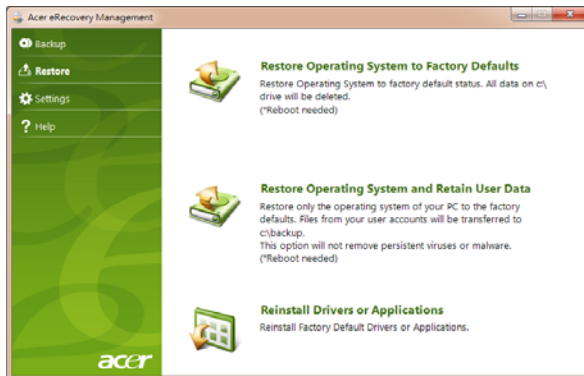 Acer eRecovery Management
Backup
Restore
Settings
? Help
Restore Operating System to Factory Defaults
Restore Operating System to factory default status. All data on c:\
drive will be deleted.
(*Reboot needed)
Restore Operating System and Retain User Data
Restore only the operating system of your PC to the factory
defaults. Files from your user accounts will be transferred to
c:\backup.
This option will not remove persistent viruses or malware.
(*Reboot needed)
Reinstall Drivers or Applications
Reinstall Factory Default Drivers or Applications.
acer